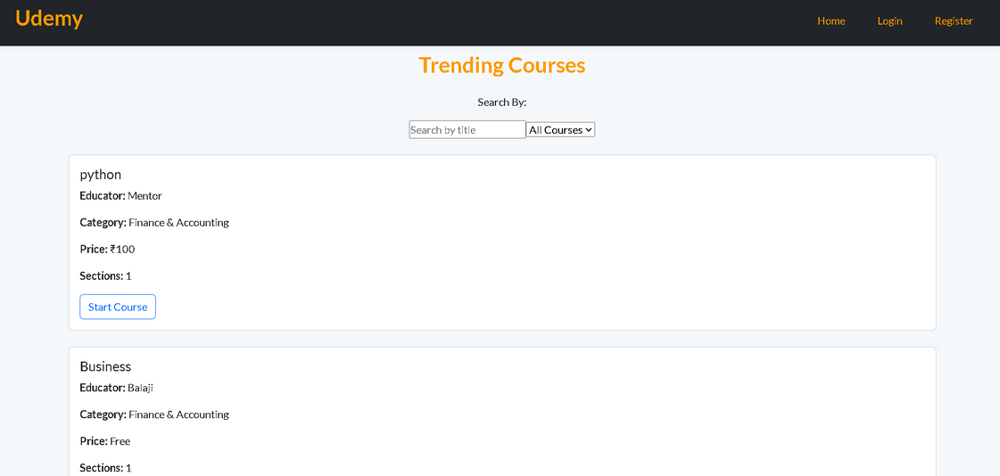 Udemy
Home Login Register
Trending Courses
Search By:
Search by title All Courses
python
Educator: Mentor
Category: Finance & Accounting
Price: ₹100
Sections: 1
Start Course
Business
Educator: Balaji
Category: Finance & Accounting
Price: Free
Sections: 1